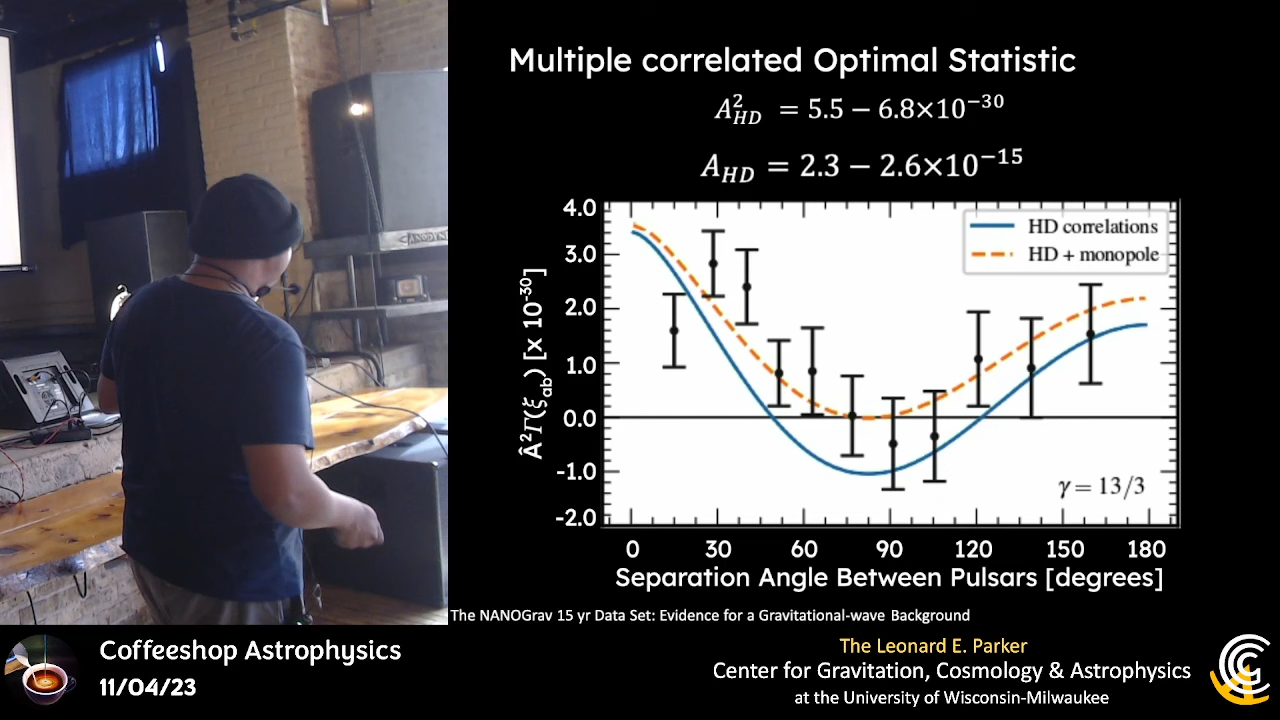 Multiple correlated Optimal Statistic
A²_HD = 5.5 − 6.8×10⁻³⁰
A_HD = 2.3 − 2.6×10⁻¹⁵
4.0
3.0
2.0
1.0
0.0
-1.0
-2.0
Â²Γ(ξ_ab) [x 10⁻³⁰]
HD correlations
HD + monopole
γ = 13/3
0 30 60 90 120 150 180
Separation Angle Between Pulsars [degrees]
The NANOGrav 15 yr Data Set: Evidence for a Gravitational-wave Background
Coffeeshop Astrophysics
11/04/23
The Leonard E. Parker
Center for Gravitation, Cosmology & Astrophysics
at the University of Wisconsin-Milwaukee
CGCA